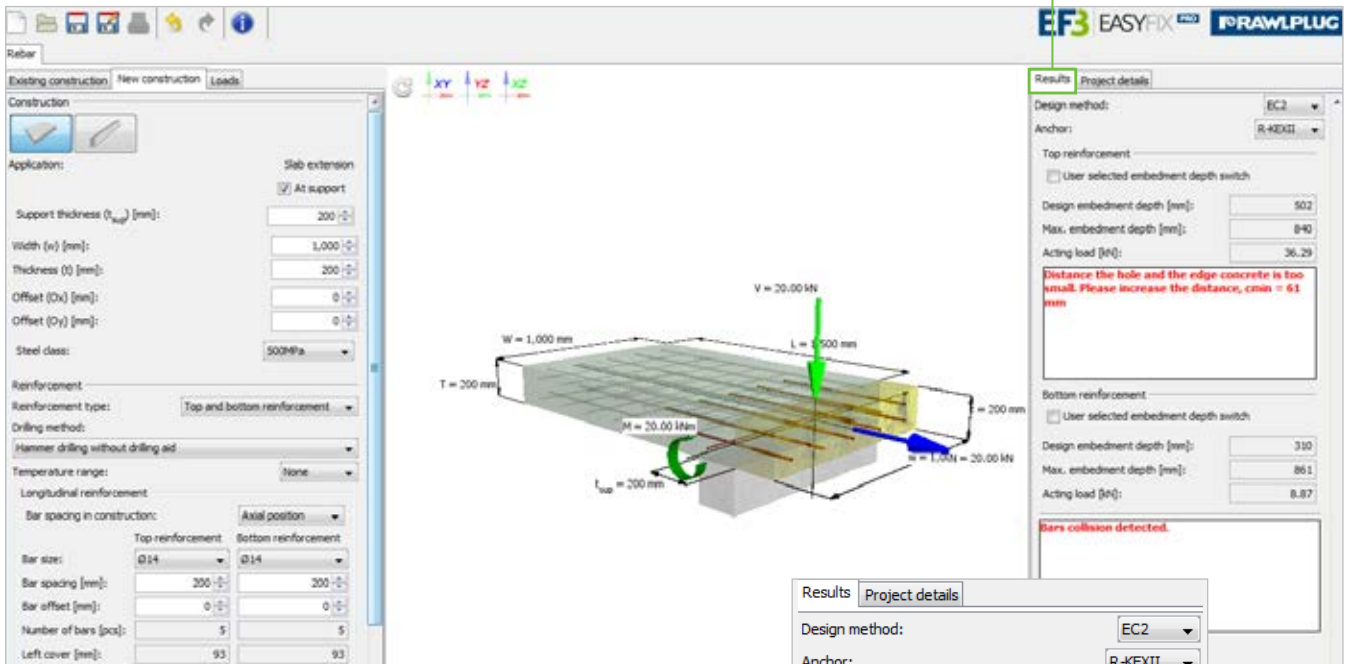 EF3 EASYFIX PRO RAWLPLUG
Rebar
Existing construction New construction Loads
Construction
Application: Slab extension
At support
Support thickness (tsup) [mm]: 200
Width (w) [mm]: 1,000
Thickness (t) [mm]: 200
Offset (Ox) [mm]: 0
Offset (Oy) [mm]: 0
Steel class: 500MPa
Reinforcement
Reinforcement type: Top and bottom reinforcement
Drilling method:
Hammer drilling without drilling aid
Temperature range: None
Longitudinal reinforcement
Bar spacing in construction: Axial position
Top reinforcement Bottom reinforcement
Bar size: Ø14 Ø14
Bar spacing [mm]: 200 200
Bar offset [mm]: 0 0
Number of bars [pcs]: 5 5
Left cover [mm]: 93 93
XY YZ XZ
V = 20.00 kN
W = 1,000 mm
L = 1,500 mm
T = 200 mm
t = 200 mm
M = 20.00 kNm
N = 20.00 kN
tsup = 200 mm
Results Project details
Design method: EC2
Anchor: R-KEXII
Top reinforcement
User selected embedment depth switch
Design embedment depth [mm]: 502
Max. embedment depth [mm]: 840
Acting load [kN]: 36.29
Distance the hole and the edge concrete is too
small. Please increase the distance, cmin = 61
mm
Bottom reinforcement
User selected embedment depth switch
Design embedment depth [mm]: 310
Max. embedment depth [mm]: 861
Acting load [kN]: 8.87
Bars collision detected.
Results Project details
Design method: EC2
Anchor: R-KEXII